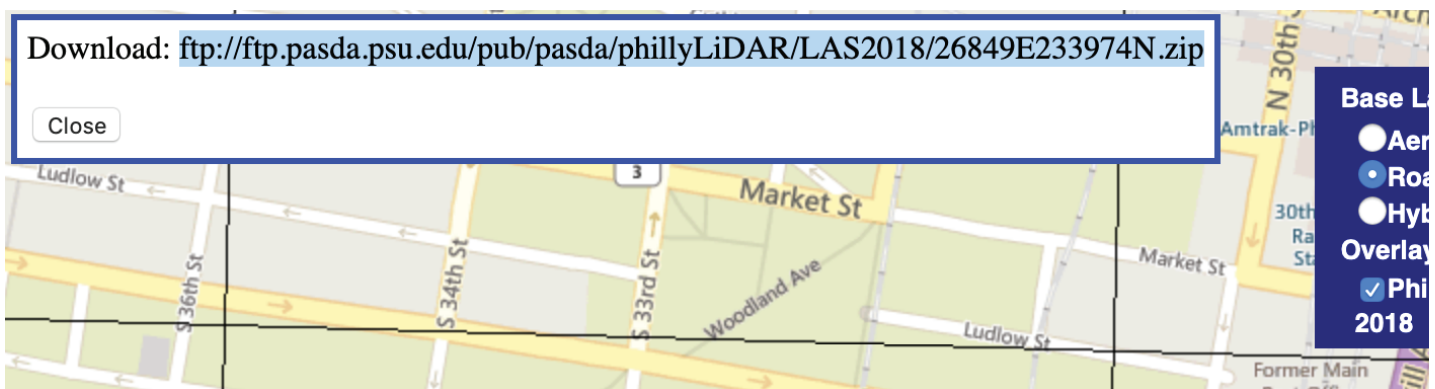 Download: ftp://ftp.pasda.psu.edu/pub/pasda/phillyLiDAR/LAS2018/26849E233974N.zip
Close
N 30th
Amtrak-Ph
Base La
Aer
Roa
Hyb
Overlay
Phi
2018
Ludlow St
3
Market St
30th
Ra
Sta
Market St
S 36th St
S 34th St
S 33rd St
Woodland Ave
Ludlow St
Former Main